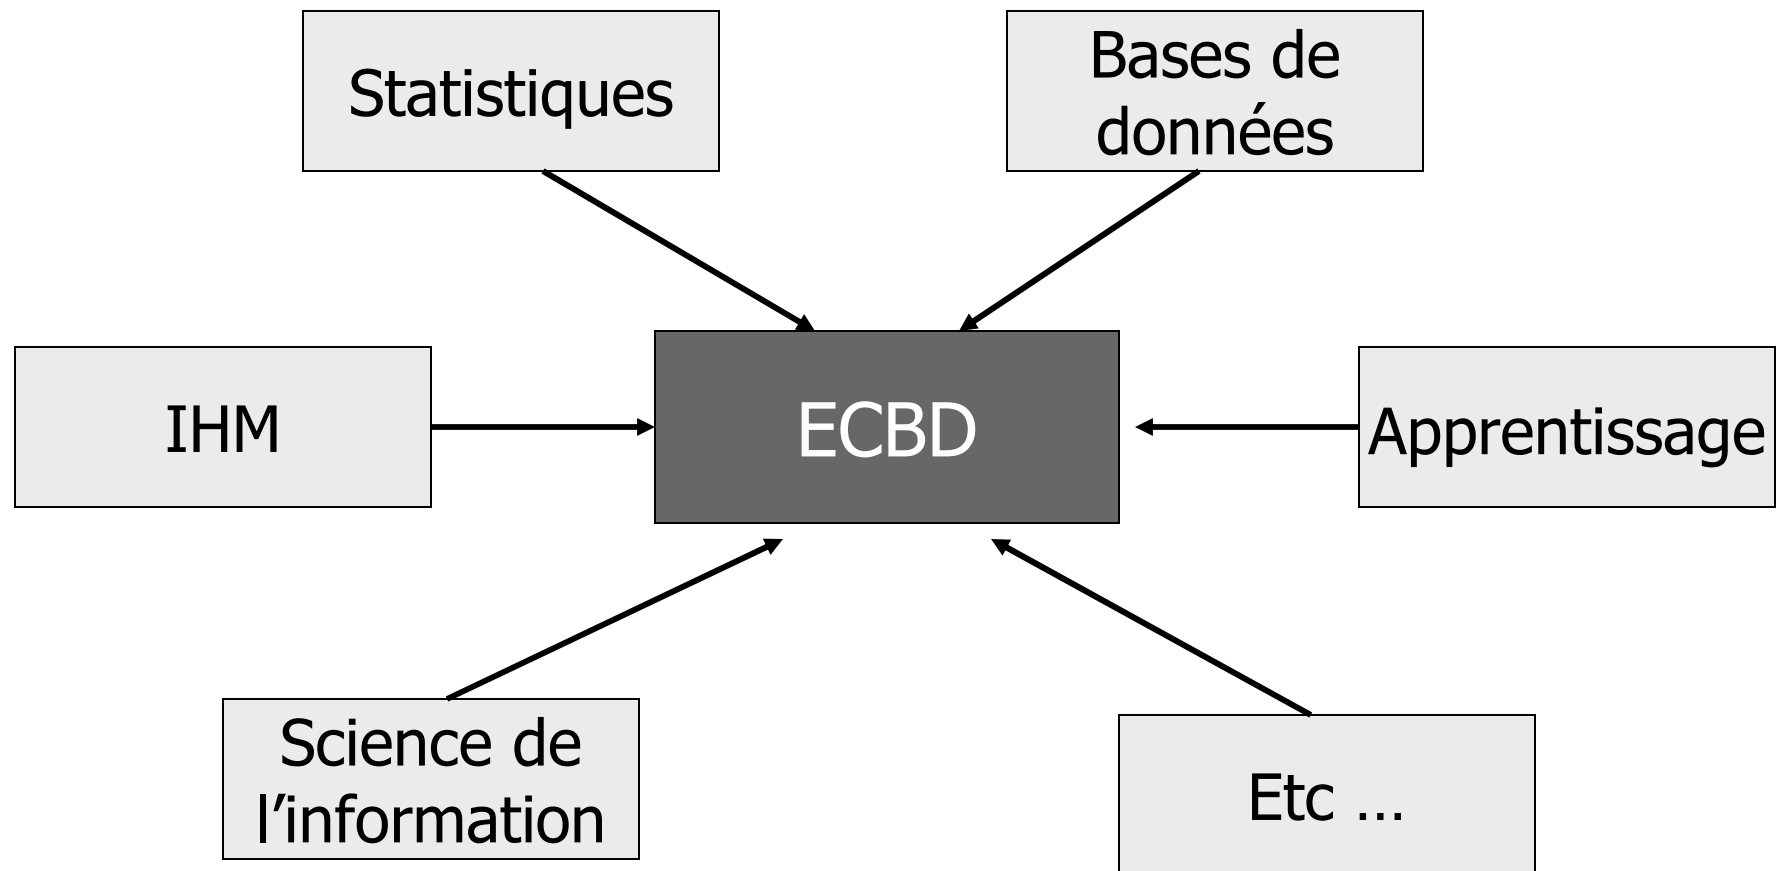 Statistiques
Bases de
données
IHM
ECBD
Apprentissage
Science de
l’information
Etc ...